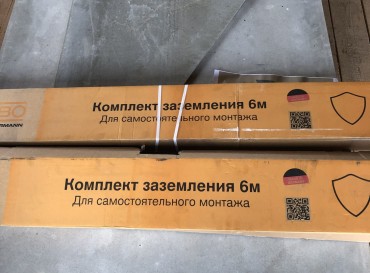 Комплект заземления 6м
Для самостоятельного монтажа
Комплект заземления 6м
Для самостоятельного монтажа